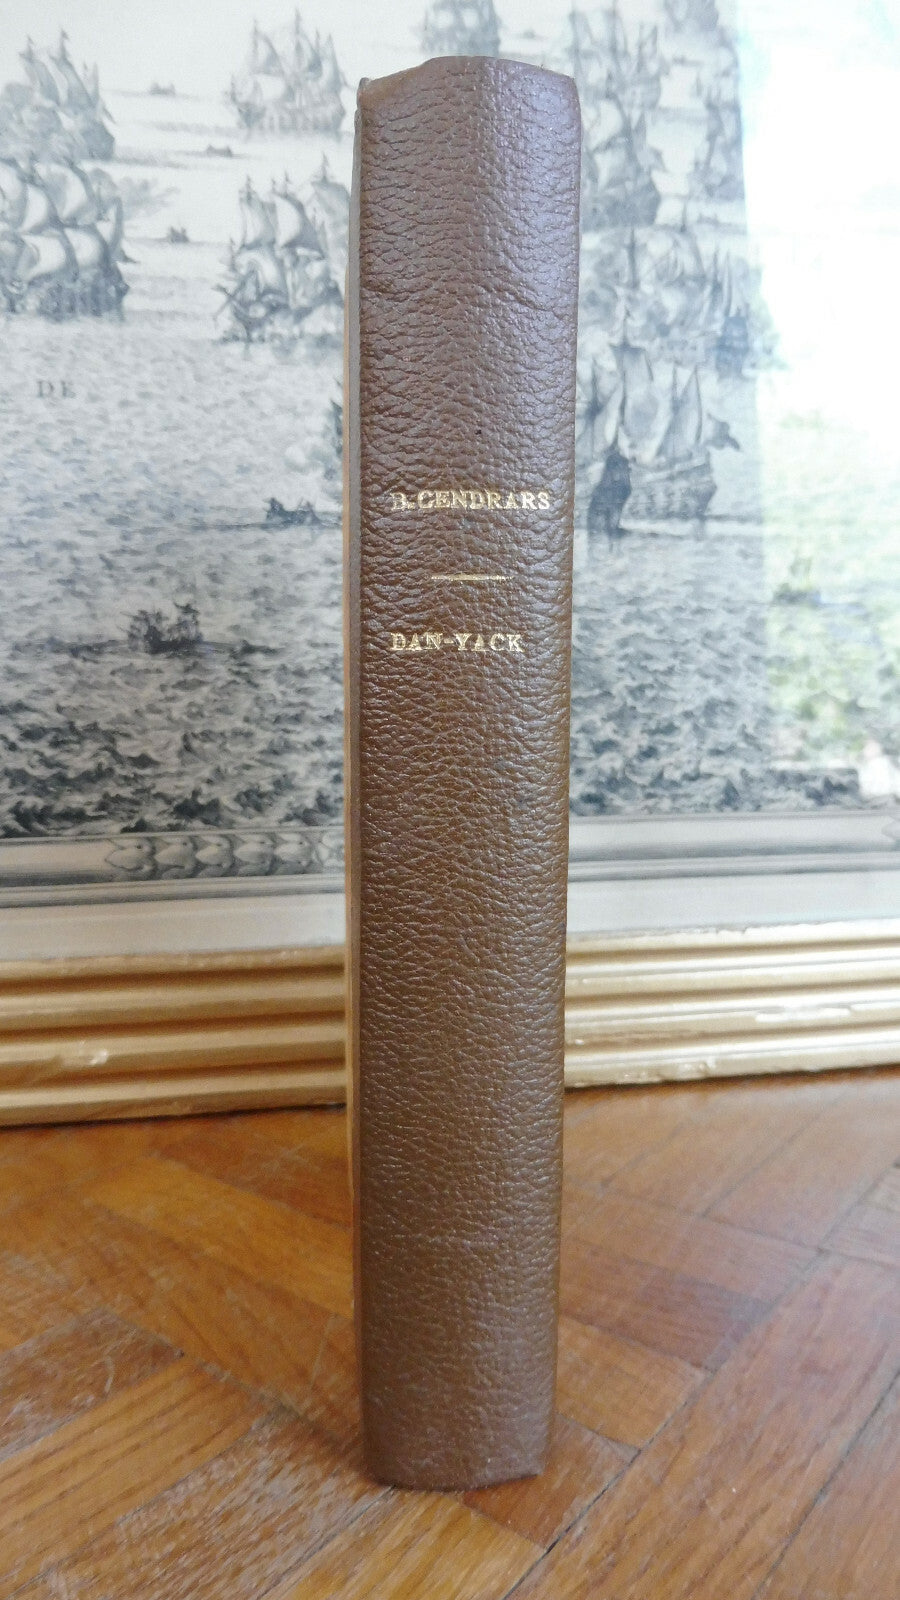 DE
B. CENDRARS
DAN-YACK